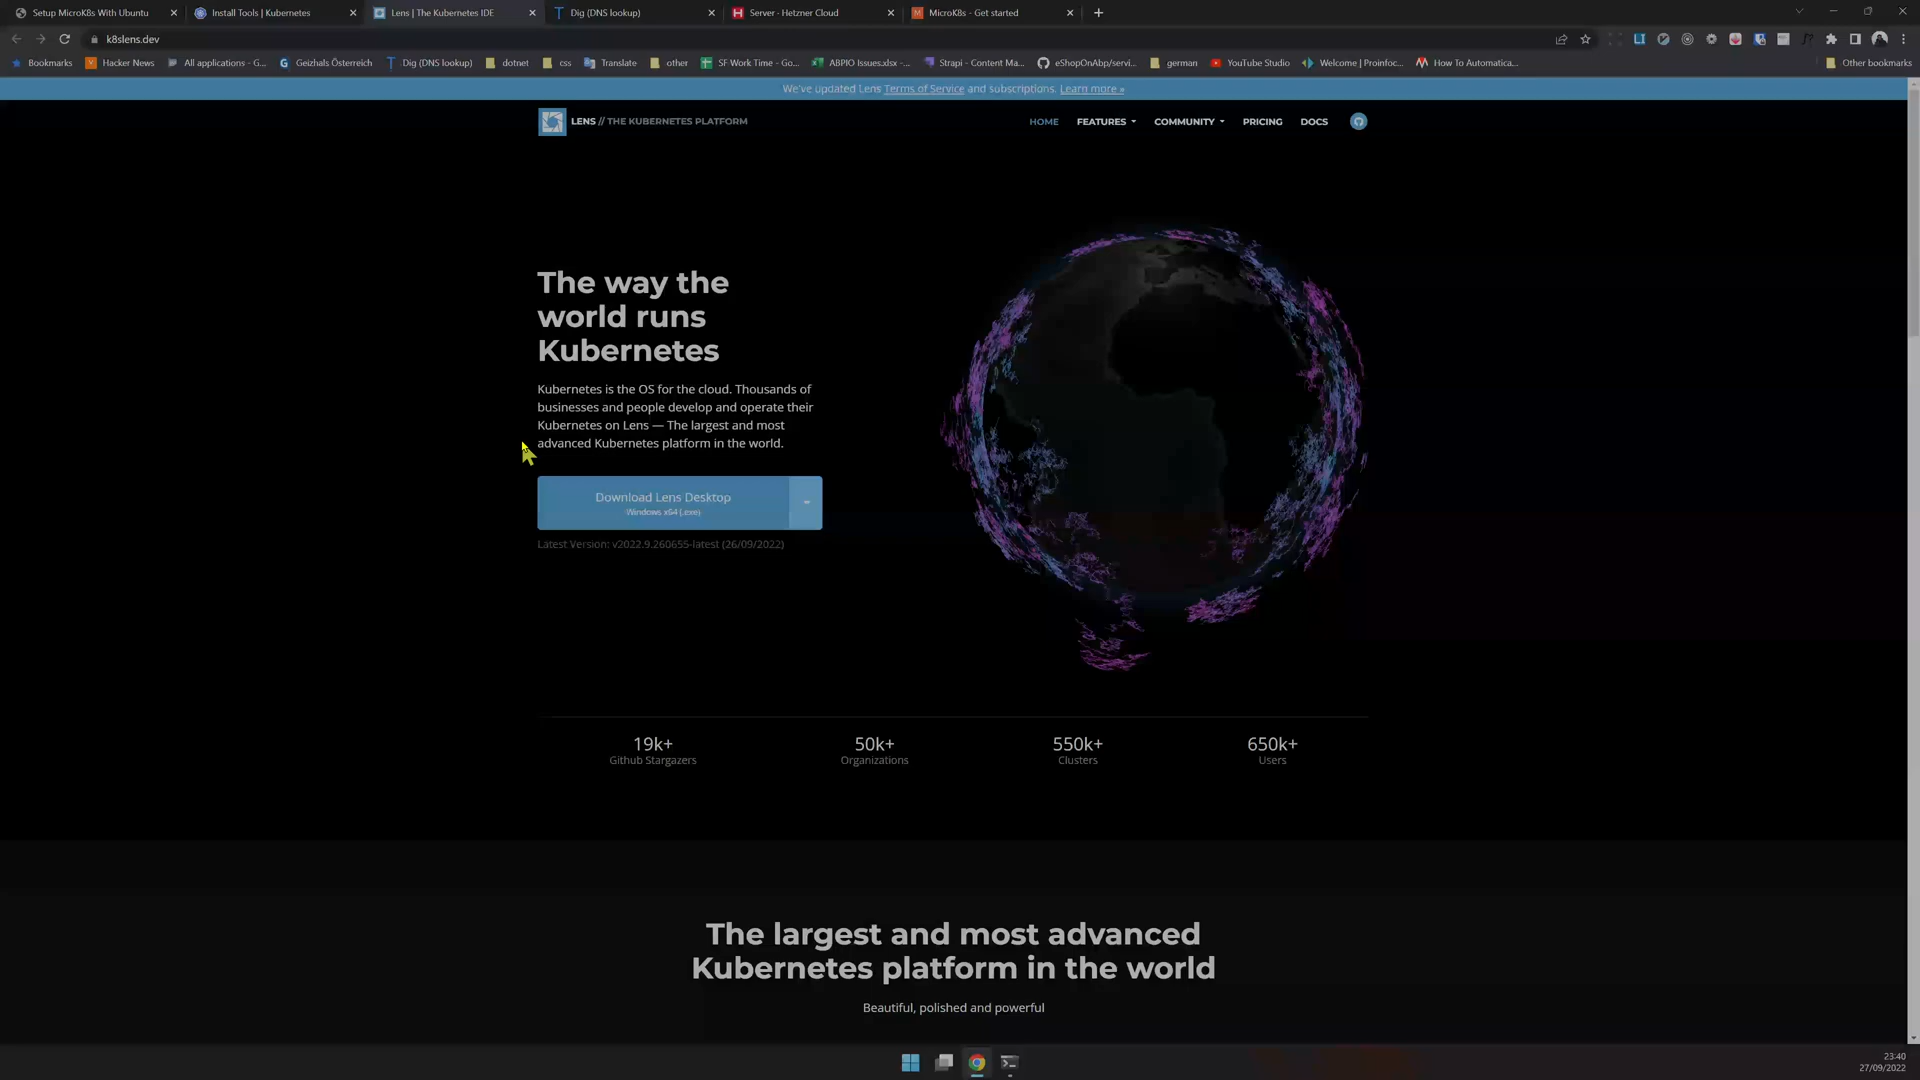 Setup MicroK8s With Ubuntu
Install Tools | Kubernetes
Lens | The Kubernetes IDE
Dig (DNS lookup)
Server · Hetzner Cloud
MicroK8s - Get started
k8slens.dev
Bookmarks
Hacker News
All applications - G...
Geizhals Österreich
Dig (DNS lookup)
dotnet
css
Translate
other
SF Work Time - Go...
ABPIO Issues.xlsx -...
Strapi - Content Ma...
eShopOnAbp/servi...
german
YouTube Studio
Welcome | Proinfoc...
How To Automatica...
Other bookmarks
We've updated Lens Terms of Service and subscriptions. Learn more »
LENS // THE KUBERNETES PLATFORM
HOME
FEATURES
COMMUNITY
PRICING
DOCS
The way the
world runs
Kubernetes
Kubernetes is the OS for the cloud. Thousands of
businesses and people develop and operate their
Kubernetes on Lens — The largest and most
advanced Kubernetes platform in the world.
Download Lens Desktop
Windows x64 (.exe)
Latest Version: v2022.9.260655-latest (26/09/2022)
19k+
Github Stargazers
50k+
Organizations
550k+
Clusters
650k+
Users
The largest and most advanced
Kubernetes platform in the world
Beautiful, polished and powerful
23:40
27/09/2022